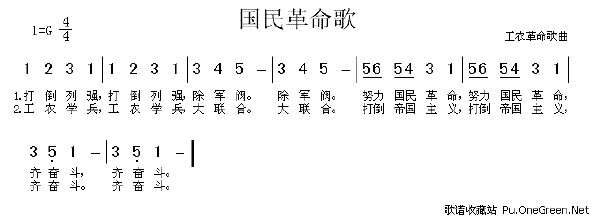 国民革命歌
1=G 4/4
工农革命歌曲
1 2 3 1 | 1 2 3 1 | 3 4 5 - | 3 4 5 - | 56 54 3 1 | 56 54 3 1 |
1.打 倒 列 强,打 倒 列 强,除 军 阀。 除 军 阀。 努力 国民 革 命,努力 国民 革 命,
2.工 农 学 兵,工 农 学 兵,大 联 合。 大 联 合。 打倒 帝国 主 义,打倒 帝国 主 义,
3 5̣ 1 - | 3 5̣ 1 - ‖
齐 奋 斗, 齐 奋 斗。
齐 奋 斗。 齐 奋 斗。
歌谱收藏站 Pu.OneGreen.Net